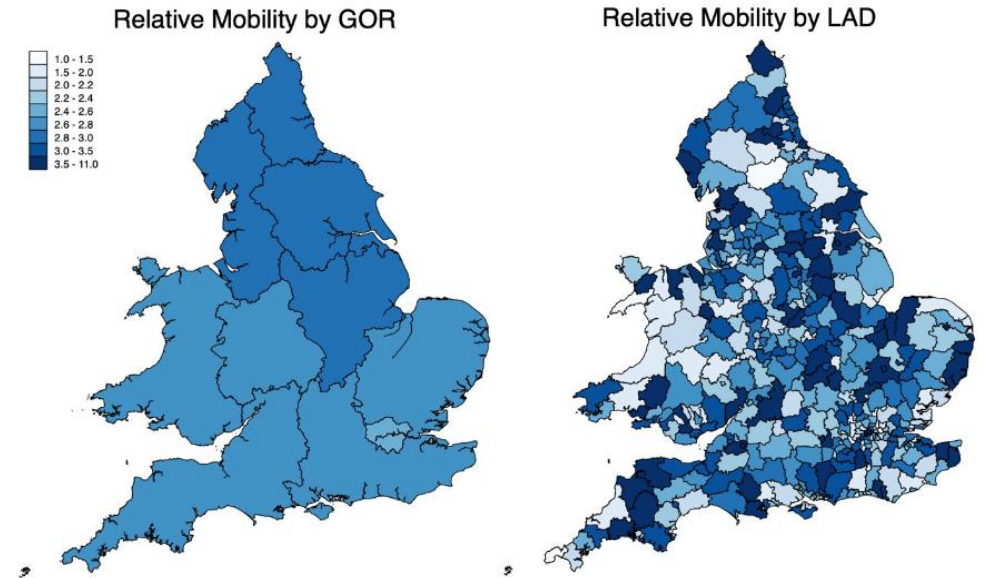 Relative Mobility by GOR
1.0 - 1.5
1.5 - 2.0
2.0 - 2.2
2.2 - 2.4
2.4 - 2.6
2.6 - 2.8
2.8 - 3.0
3.0 - 3.5
3.5 - 11.0
Relative Mobility by LAD